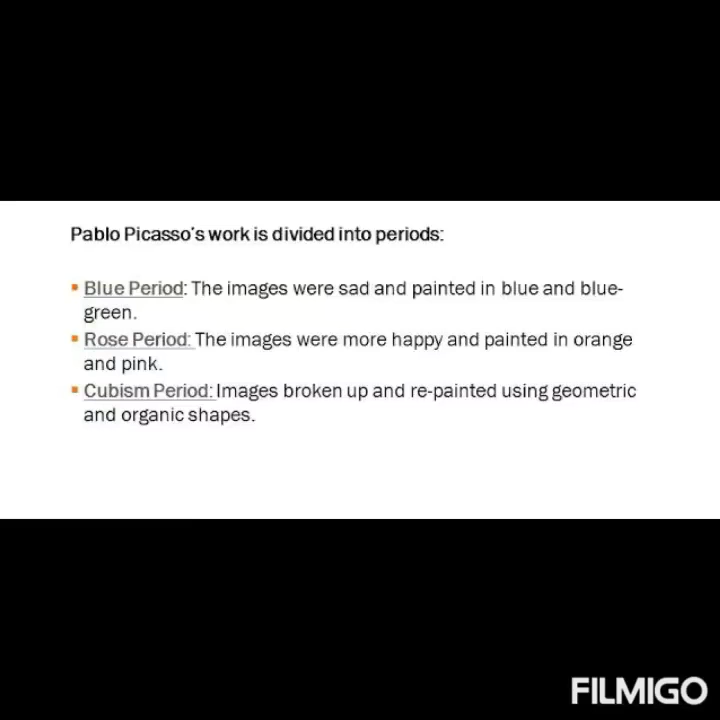 Pablo Picasso's work is divided into periods:
▪ Blue Period: The images were sad and painted in blue and blue-
green.
▪ Rose Period: The images were more happy and painted in orange
and pink.
▪ Cubism Period: Images broken up and re-painted using geometric
and organic shapes.
FILMIGO